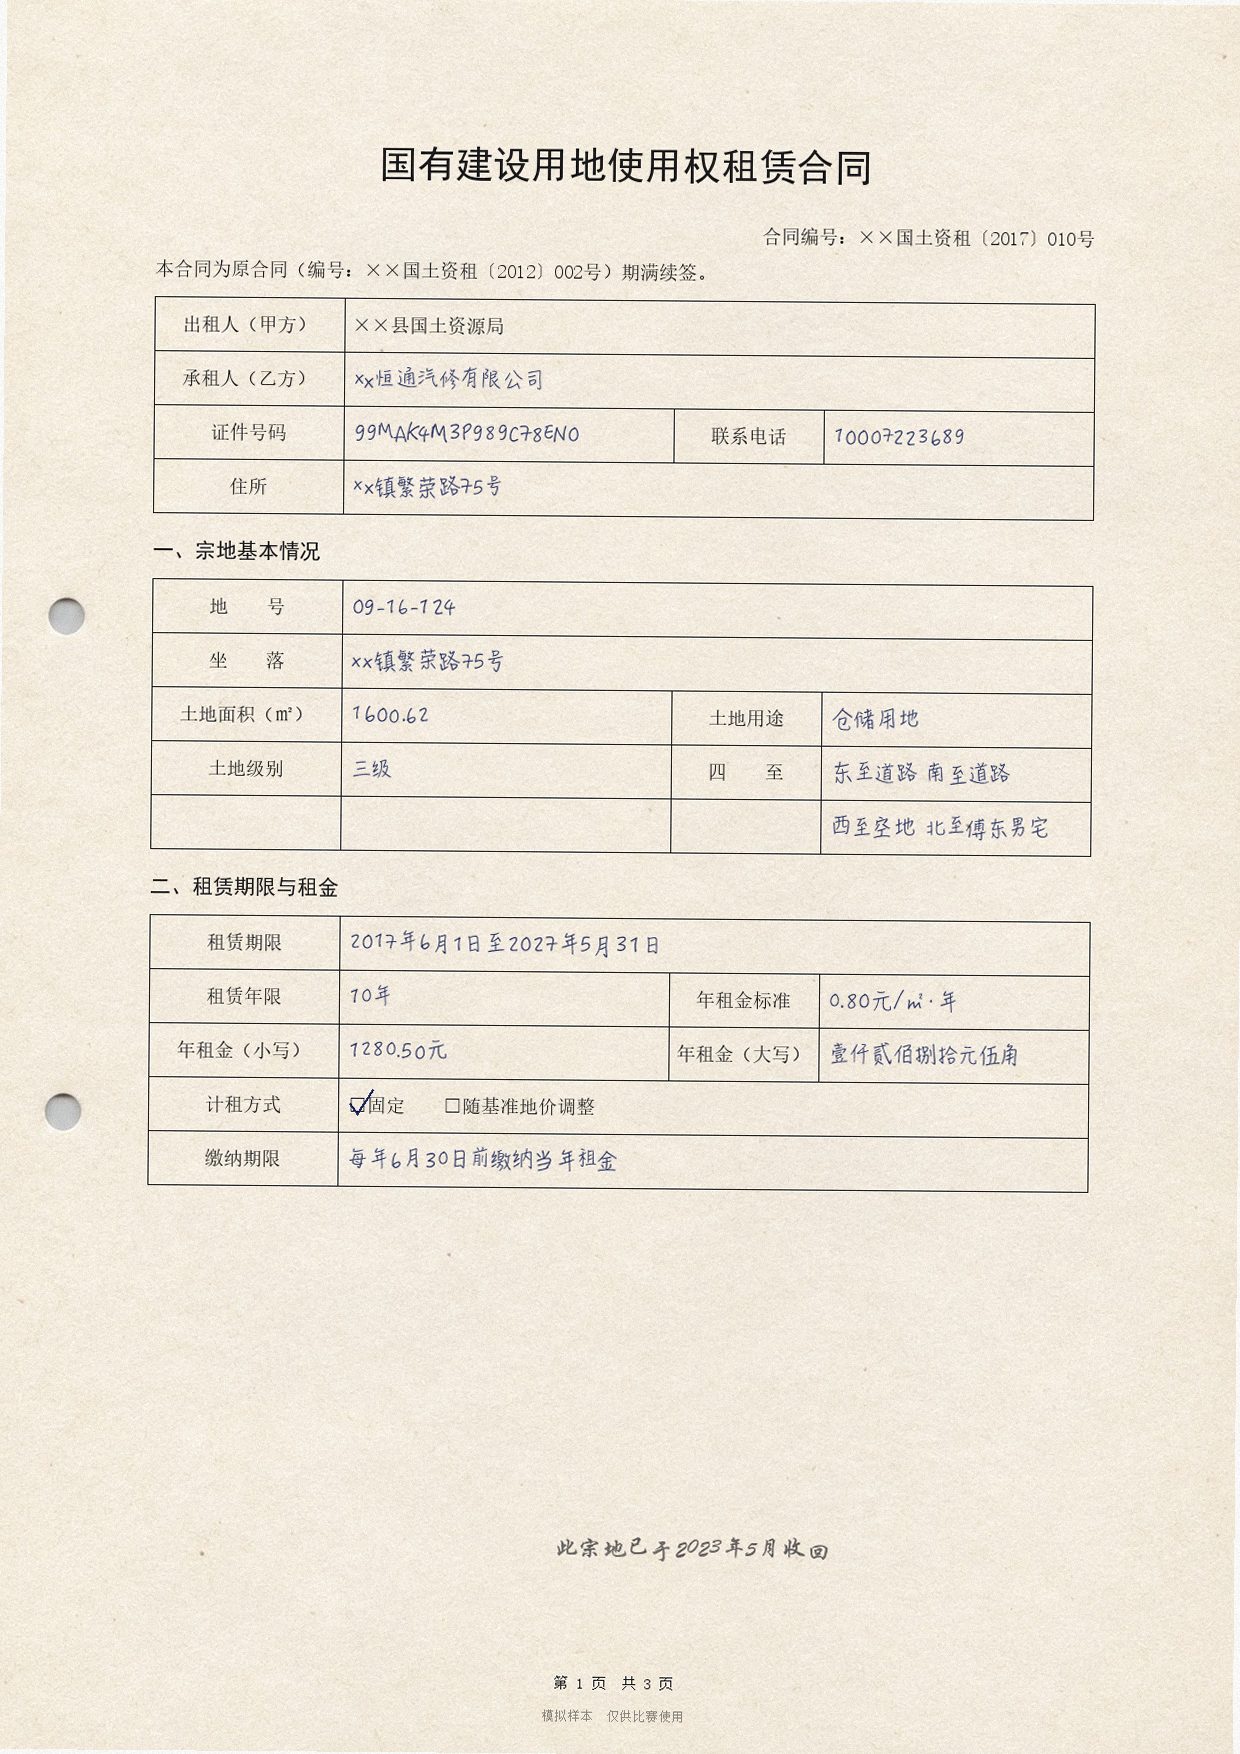 国有建设用地使用权租赁合同
合同编号：××国土资租〔2017〕010号
本合同为原合同（编号：××国土资租〔2012〕002号）期满续签。
出租人（甲方） ××县国土资源局
承租人（乙方） xx恒通汽修有限公司
证件号码 99MAK4M3P989C78EN0 联系电话 10007223689
住所 xx镇繁荣路75号
一、宗地基本情况
地　　号 09-16-124
坐　　落 xx镇繁荣路75号
土地面积（㎡） 1600.62 土地用途 仓储用地
土地级别 三级 四　　至 东至道路 南至道路
西至空地 北至傅东男宅
二、租赁期限与租金
租赁期限 2017年6月1日至2027年5月31日
租赁年限 10年 年租金标准 0.80元/㎡·年
年租金（小写） 1280.50元 年租金（大写） 壹仟贰佰捌拾元伍角
计租方式 ☑固定 □随基准地价调整
缴纳期限 每年6月30日前缴纳当年租金
此宗地已于2023年5月收回
第 1 页 共 3 页
模拟样本 仅供比赛使用